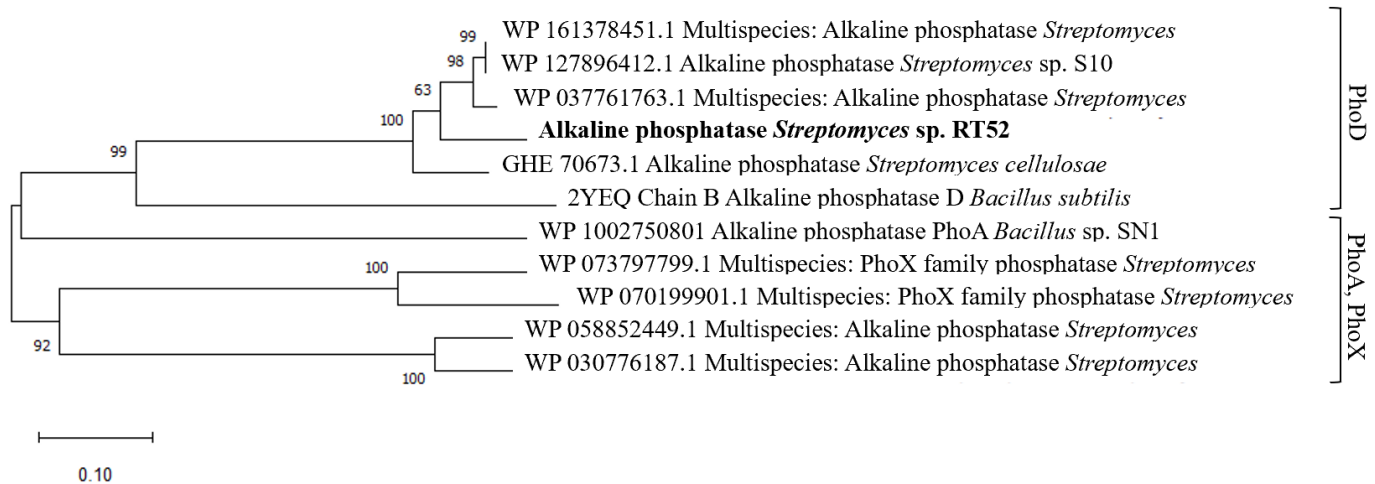 99
WP 161378451.1 Multispecies: Alkaline phosphatase Streptomyces
98
WP 127896412.1 Alkaline phosphatase Streptomyces sp. S10
63
WP 037761763.1 Multispecies: Alkaline phosphatase Streptomyces
100
Alkaline phosphatase Streptomyces sp. RT52
99
GHE 70673.1 Alkaline phosphatase Streptomyces cellulosae
2YEQ Chain B Alkaline phosphatase D Bacillus subtilis
PhoD
WP 1002750801 Alkaline phosphatase PhoA Bacillus sp. SN1
100
WP 073797799.1 Multispecies: PhoX family phosphatase Streptomyces
WP 070199901.1 Multispecies: PhoX family phosphatase Streptomyces
92
WP 058852449.1 Multispecies: Alkaline phosphatase Streptomyces
100
WP 030776187.1 Multispecies: Alkaline phosphatase Streptomyces
PhoA, PhoX
0.10